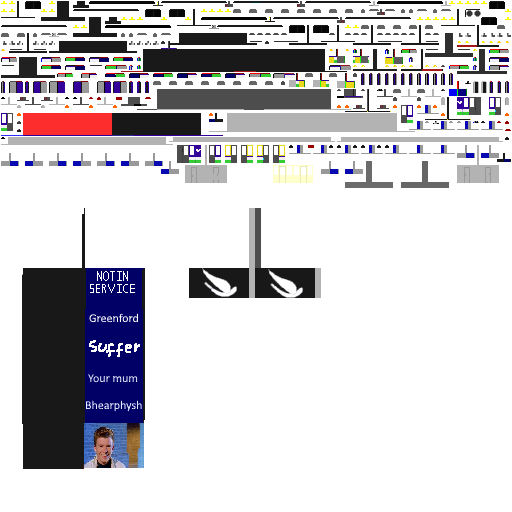 NOTIN
SERVICE
Greenford
Suffer
Your mum
Bhearphysh